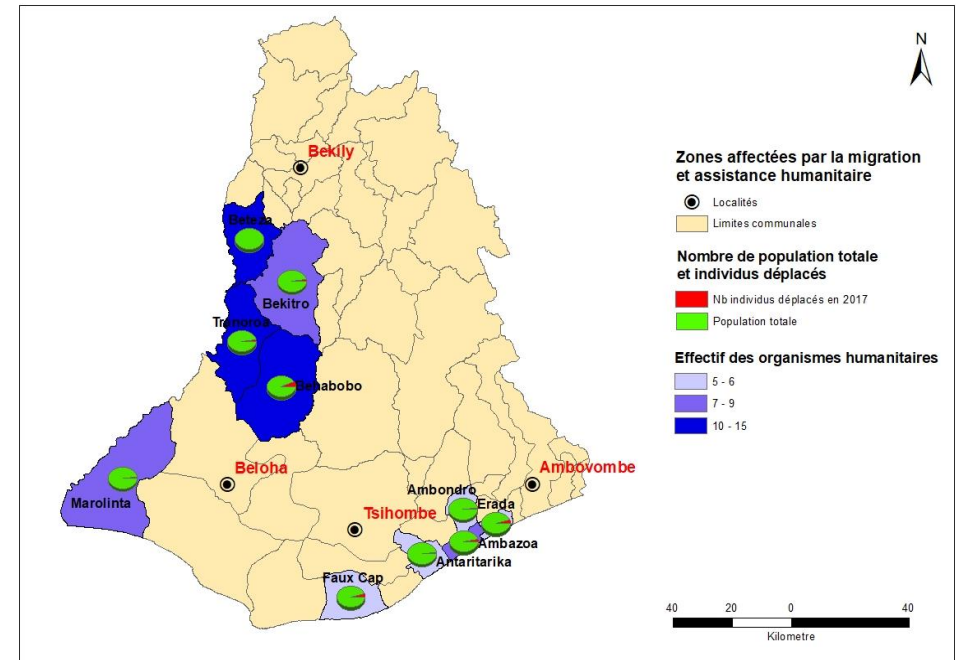 N
Bekily
Beteza
Bekitro
Tranoroa
Benabobo
Beloha
Marolinta
Ambovombe
Ambondro
Erada
Tsihombe
Ambazoa
Antaritarika
Faux Cap
Zones affectées par la migration
et assistance humanitaire
Localités
Limites communales
Nombre de population totale
et individus déplacés
Nb individus déplacés en 2017
Population totale
Effectif des organismes humanitaires
5 - 6
7 - 9
10 - 15
40 20 0 40
Kilometre